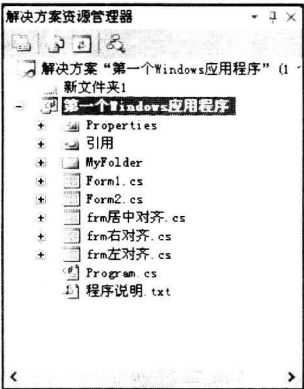 解决方案资源管理器
解决方案“第一个Windows应用程序” (1
新文件夹1
第一个Windows应用程序
Properties
引用
MyFolder
Form1.cs
Form2.cs
frm居中对齐.cs
frm右对齐.cs
frm左对齐.cs
Program.cs
程序说明.txt